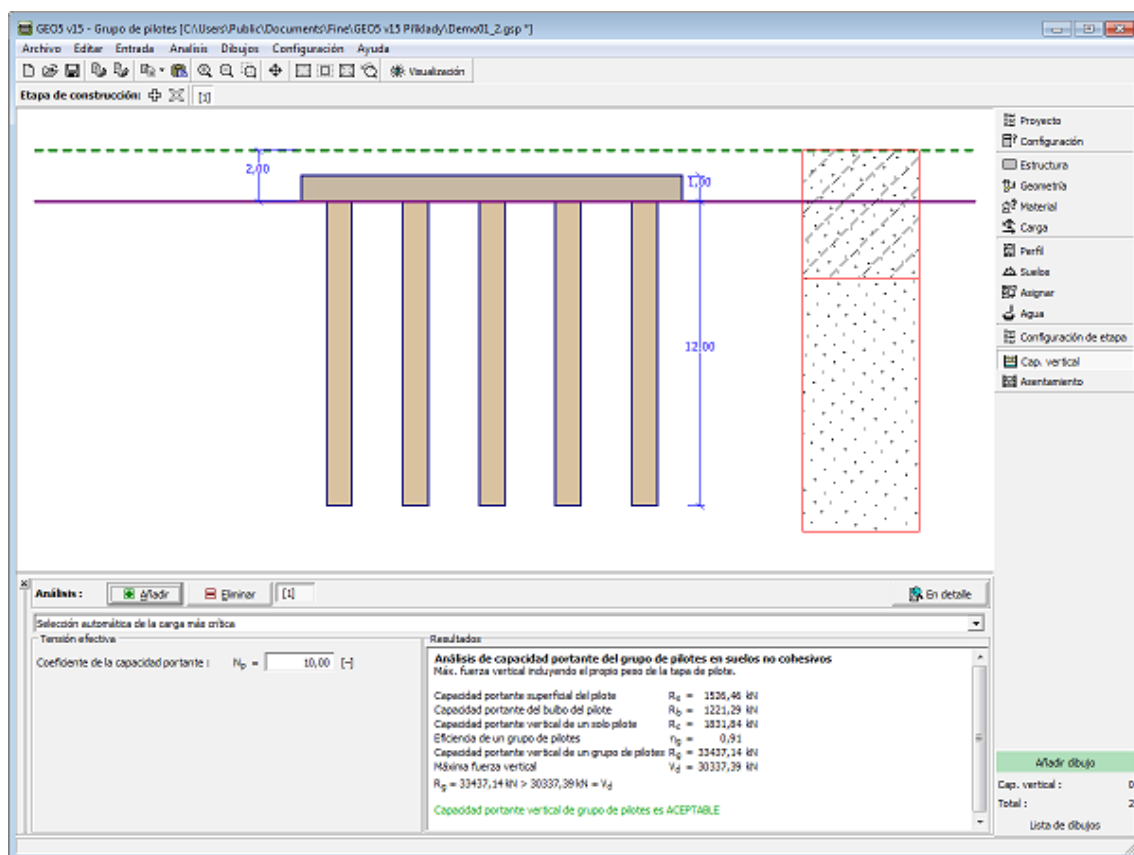 GEO5 v15 - Grupo de pilotes [C:\Users\Public\Documents\Fine\GEO5 v15 Příklady\Demo01_2.gsp *]
Archivo Editar Entrada Analisis Dibujos Configuración Ayuda
Visualización
Etapa de construcción: [1]
Proyecto
Configuración
Estructura
Geometría
Material
Carga
Perfil
Suelos
Asignar
Agua
Configuración de etapa
Cap. vertical
Asentamiento
2,00
1,00
12,00
Análisis : Añadir Eliminar [1] En detalle
Selección automática de la carga más crítica
Tensión efectiva
Coeficiente de la capacidad portante : Np = 10,00 [-]
Resultados
Análisis de capacidad portante del grupo de pilotes en suelos no cohesivos
Máx. fuerza vertical incluyendo el propio peso de la tapa de pilote.
Capacidad portante superficial del pilote Rs = 1526,46 kN
Capacidad portante del bulbo del pilote Rb = 1221,29 kN
Capacidad portante vertical de un solo pilote Rc = 1831,84 kN
Eficiencia de un grupo de pilotes ηg = 0,91
Capacidad portante vertical de un grupo de pilotes Rg = 33437,14 kN
Máxima fuerza vertical Vd = 30337,39 kN
Rg = 33437,14 kN > 30337,39 kN = Vd
Capacidad portante vertical de grupo de pilotes es ACEPTABLE
Añadir dibujo
Cap. vertical : 0
Total : 2
Lista de dibujos